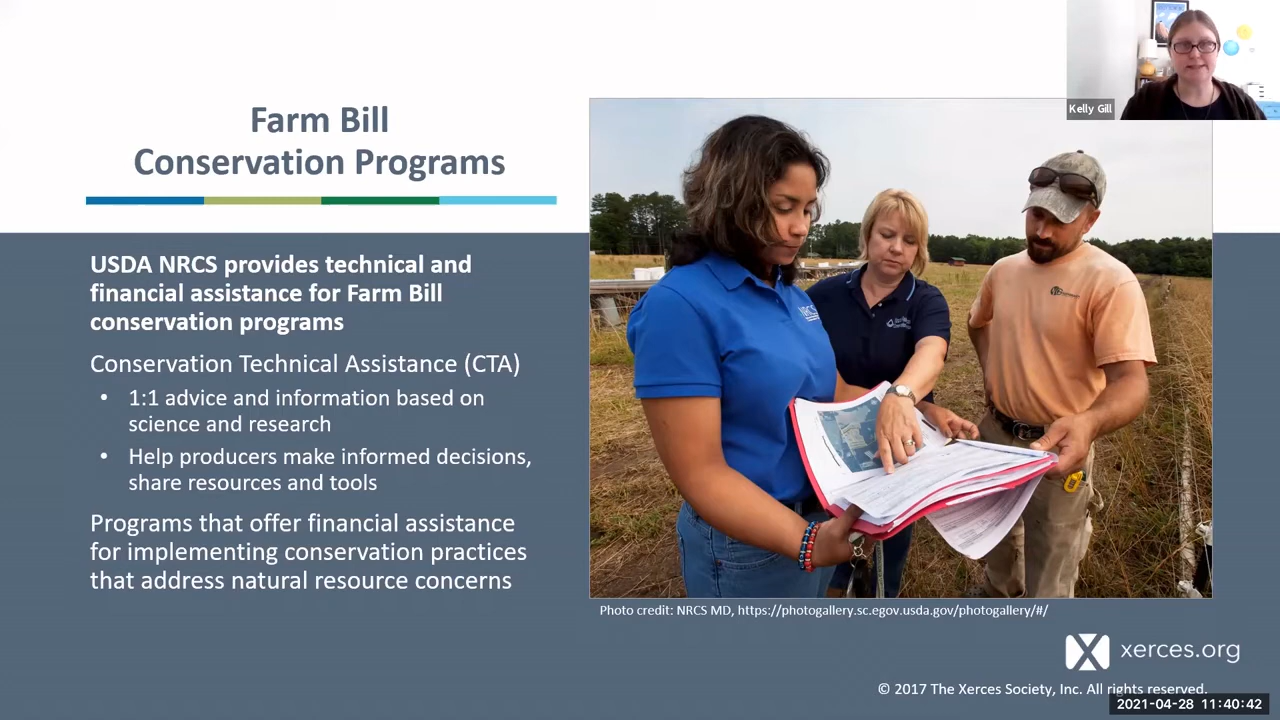 Kelly Gill
Farm Bill
Conservation Programs
USDA NRCS provides technical and
financial assistance for Farm Bill
conservation programs
Conservation Technical Assistance (CTA)
• 1:1 advice and information based on
science and research
• Help producers make informed decisions,
share resources and tools
Programs that offer financial assistance
for implementing conservation practices
that address natural resource concerns
NRCS
Photo credit: NRCS MD, https://photogallery.sc.egov.usda.gov/photogallery/#/
xerces.org
© 2017 The Xerces Society, Inc. All rights reserved.
2021-04-28 11:40:42